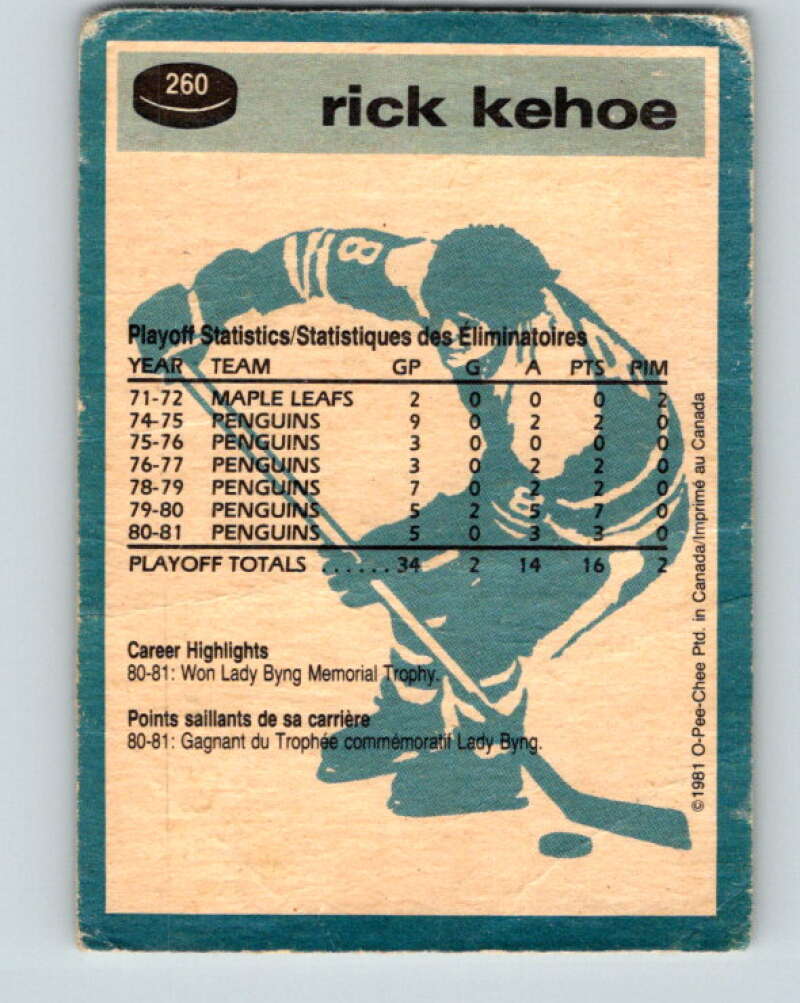 260
rick kehoe
8
Playoff Statistics/Statistiques des Éliminatoires
YEAR TEAM GP G A PTS PIM
71-72 MAPLE LEAFS 2 0 0 0 2
74-75 PENGUINS 9 0 2 2 0
75-76 PENGUINS 3 0 0 0 0
76-77 PENGUINS 3 0 2 2 0
78-79 PENGUINS 7 0 2 2 0
79-80 PENGUINS 5 2 5 7 0
80-81 PENGUINS 5 0 3 3 0
PLAYOFF TOTALS ......34 2 14 16 2
Career Highlights
80-81: Won Lady Byng Memorial Trophy.
Points saillants de sa carrière
80-81: Gagnant du Trophée commémoratif Lady Byng.
©1981 O-Pee-Chee Ptd. in Canada/Imprimé au Canada